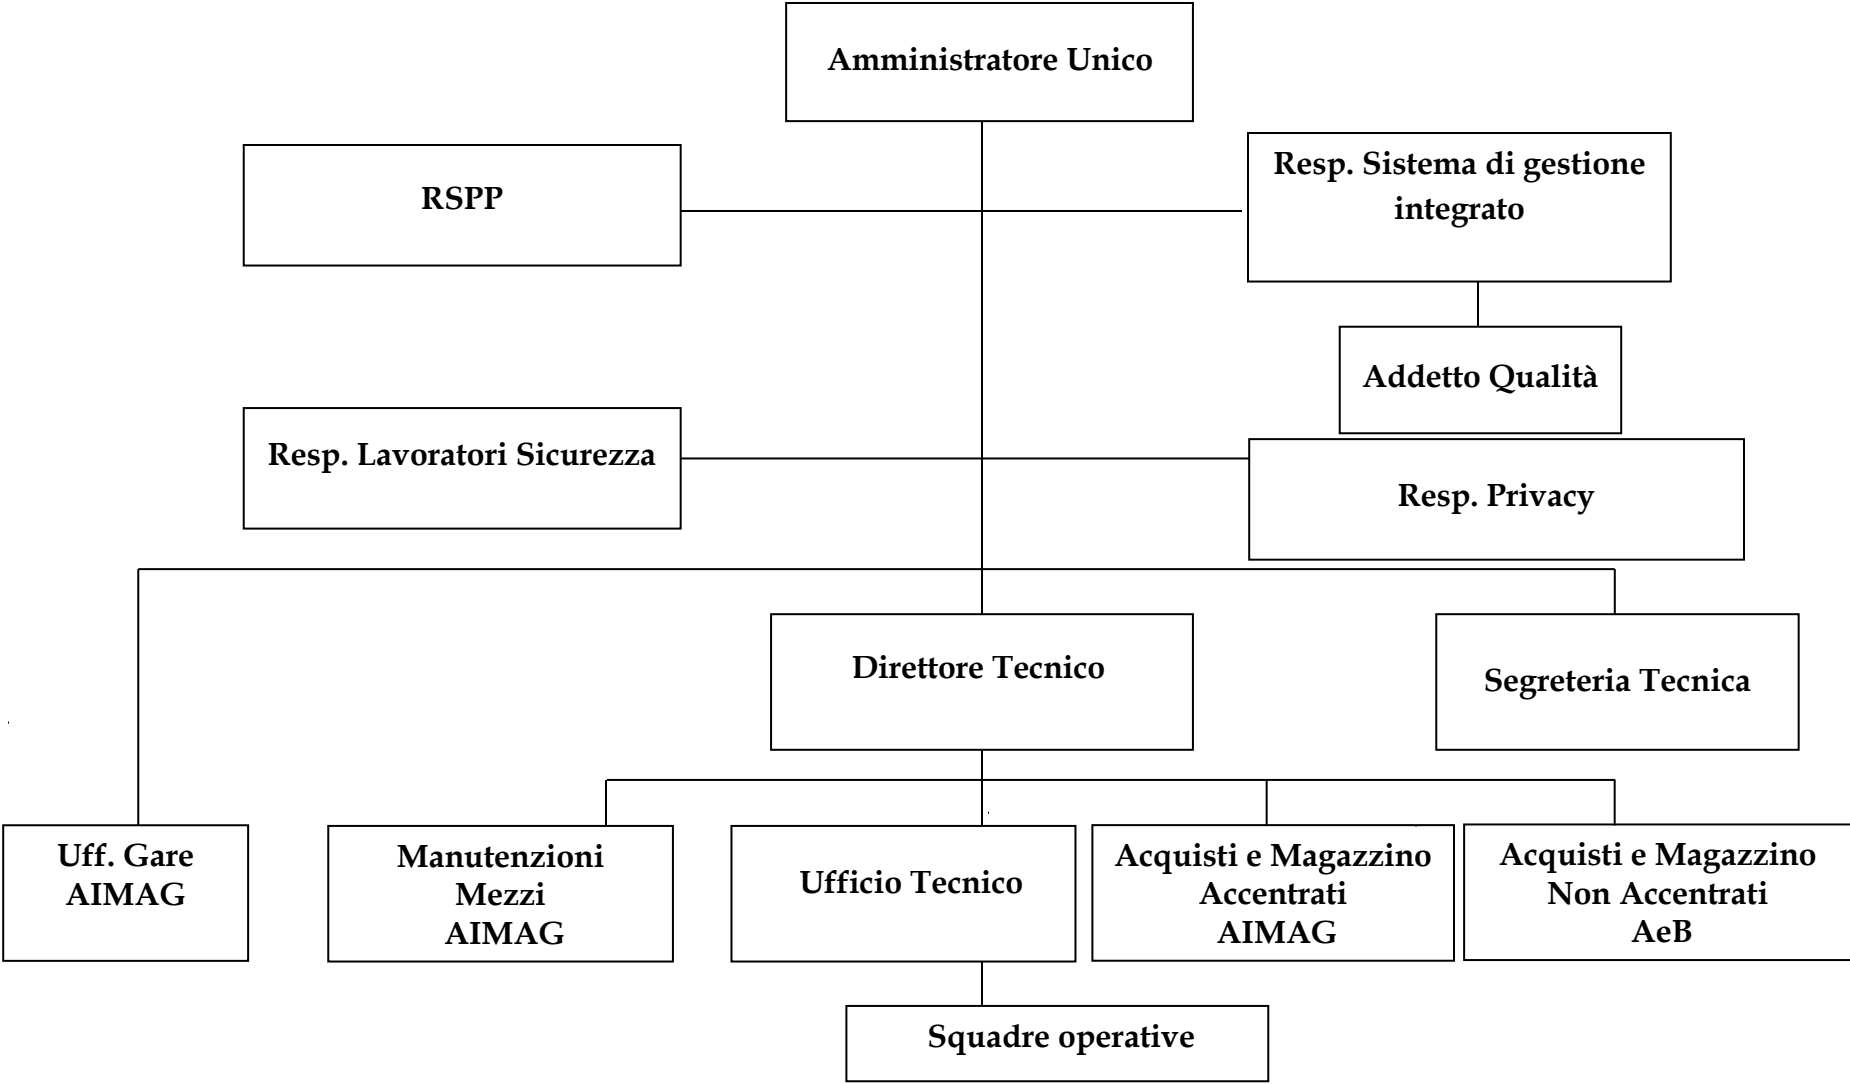 Amministratore Unico
RSPP
Resp. Sistema di gestione
integrato
Addetto Qualità
Resp. Lavoratori Sicurezza
Resp. Privacy
Direttore Tecnico
Segreteria Tecnica
Uff. Gare
AIMAG
Manutenzioni
Mezzi
AIMAG
Ufficio Tecnico
Acquisti e Magazzino
Accentrati
AIMAG
Acquisti e Magazzino
Non Accentrati
AeB
Squadre operative